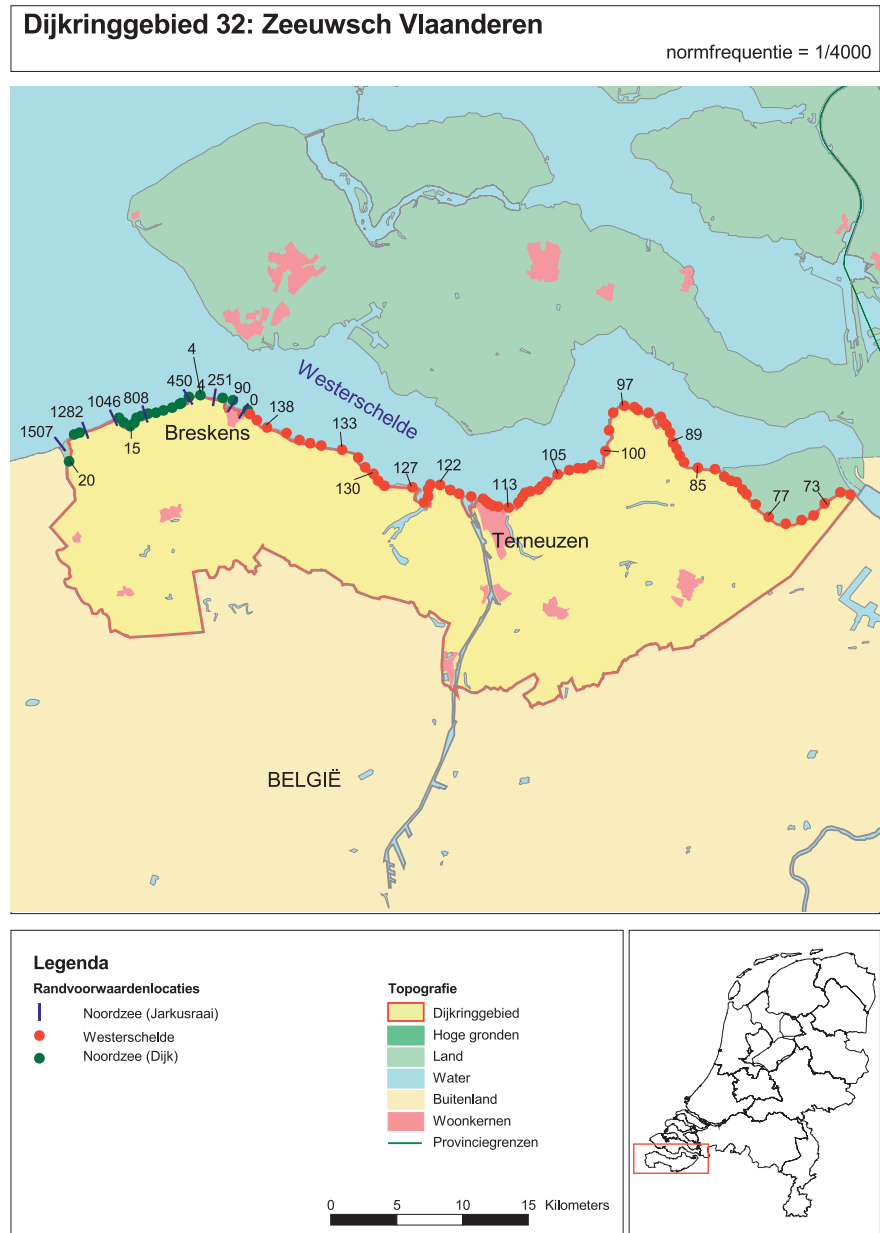 Dijkringgebied 32: Zeeuwsch Vlaanderen
normfrequentie = 1/4000
Westerschelde
4
450
4
251
90
0
808
1046
1282
1507
20
15
Breskens
138
133
130
127
122
113
Terneuzen
105
100
97
89
85
77
73
BELGIË
Legenda
Randvoorwaardenlocaties
Noordzee (Jarkusraai)
Westerschelde
Noordzee (Dijk)
Topografie
Dijkringgebied
Hoge gronden
Land
Water
Buitenland
Woonkernen
Provinciegrenzen
0 5 10 15 Kilometers